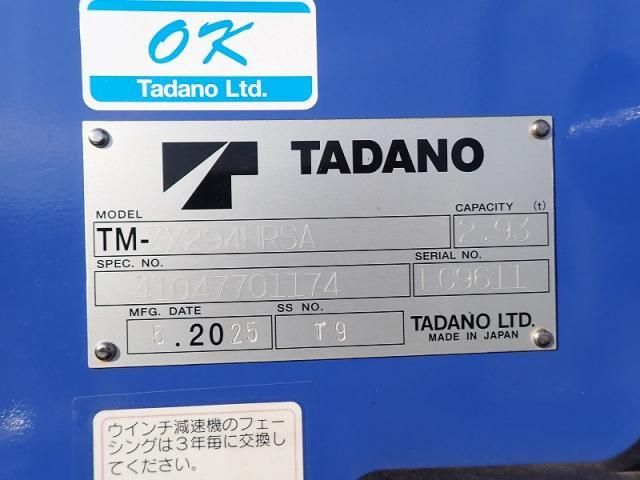 OK
Tadano Ltd.
TADANO
MODEL
TM-ZX294HRSA
CAPACITY (t)
2.93
SPEC. NO.
41047701174
SERIAL NO.
LC9611
MFG. DATE
5.2025
SS NO.
T9
TADANO LTD.
MADE IN JAPAN
ウインチ減速機のフェー
シングは3年毎に交換し
てください。